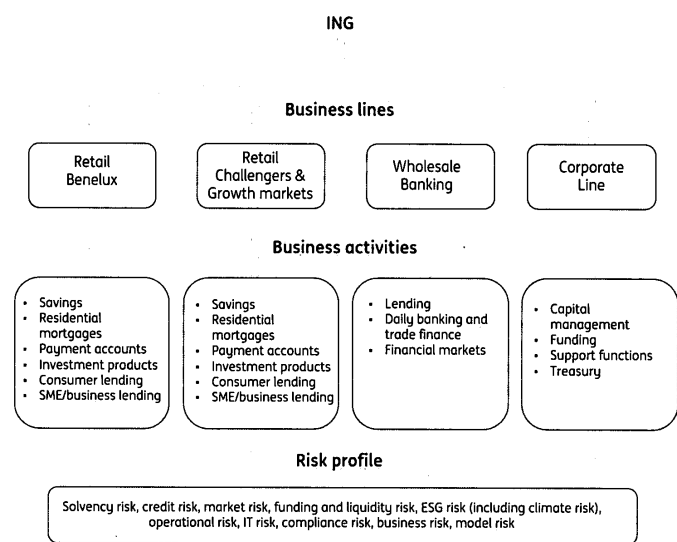 ING
Business lines
Retail
Benelux
Retail
Challengers &
Growth markets
Wholesale
Banking
Corporate
Line
Business activities
• Savings
• Residential
mortgages
• Payment accounts
• Investment products
• Consumer lending
• SME/business lending
• Savings
• Residential
mortgages
• Payment accounts
• Investment products
• Consumer lending
• SME/business lending
• Lending
• Daily banking and
trade finance
• Financial markets
• Capital
management
• Funding
• Support functions
• Treasury
Risk profile
Solvency risk, credit risk, market risk, funding and liquidity risk, ESG risk (including climate risk),
operational risk, IT risk, compliance risk, business risk, model risk